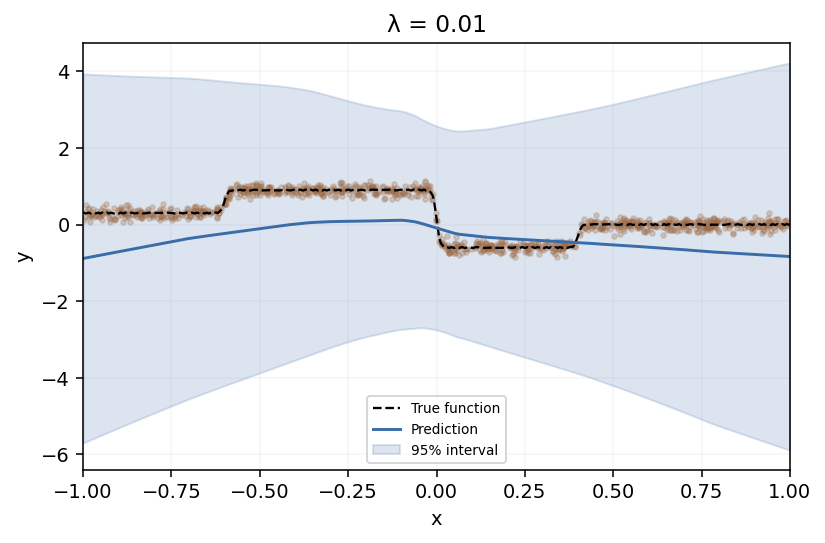 λ = 0.01
4
2
0
−2
−4
−6
y
True function
Prediction
95% interval
−1.00 −0.75 −0.50 −0.25 0.00 0.25 0.50 0.75 1.00
x